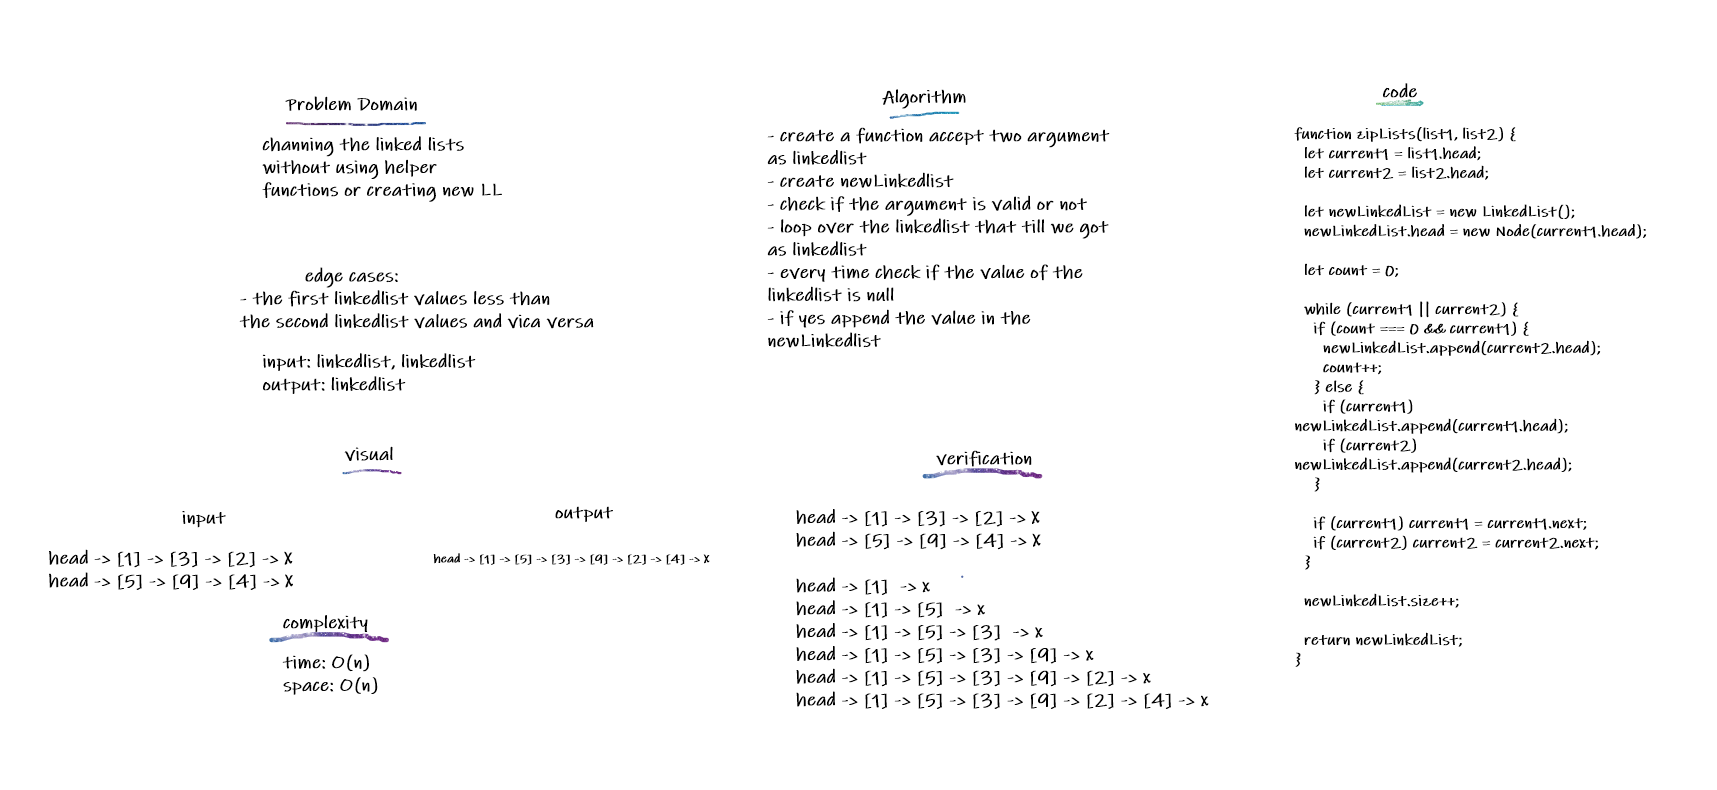 Problem Domain
channing the linked lists
without using helper
functions or creating new LL
edge cases:
- the first linkedlist values less than
the second linkedlist values and vica versa
input: linkedlist, linkedlist
output: linkedlist
visual
input
output
head -> [1] -> [3] -> [2] -> X
head -> [5] -> [9] -> [4] -> X
head -> [1] -> [5] -> [3] -> [9] -> [2] -> [4] -> X
complexity
time: O(n)
space: O(n)
Algorithm
- create a function accept two argument
as linkedlist
- create newLinkedlist
- check if the argument is valid or not
- loop over the linkedlist that till we got
as linkedlist
- every time check if the value of the
linkedlist is null
- if yes append the value in the
newLinkedlist
verification
head -> [1] -> [3] -> [2] -> X
head -> [5] -> [9] -> [4] -> X
head -> [1] -> X
head -> [1] -> [5] -> X
head -> [1] -> [5] -> [3] -> X
head -> [1] -> [5] -> [3] -> [9] -> X
head -> [1] -> [5] -> [3] -> [9] -> [2] -> X
head -> [1] -> [5] -> [3] -> [9] -> [2] -> [4] -> X
code
function zipLists(list1, list2) {
let current1 = list1.head;
let current2 = list2.head;
let newLinkedList = new LinkedList();
newLinkedList.head = new Node(current1.head);
let count = 0;
while (current1 || current2) {
if (count === 0 && current1) {
newLinkedList.append(current2.head);
count++;
} else {
if (current1)
newLinkedList.append(current1.head);
if (current2)
newLinkedList.append(current2.head);
}
if (current1) current1 = current1.next;
if (current2) current2 = current2.next;
}
newLinkedList.size++;
return newLinkedList;
}